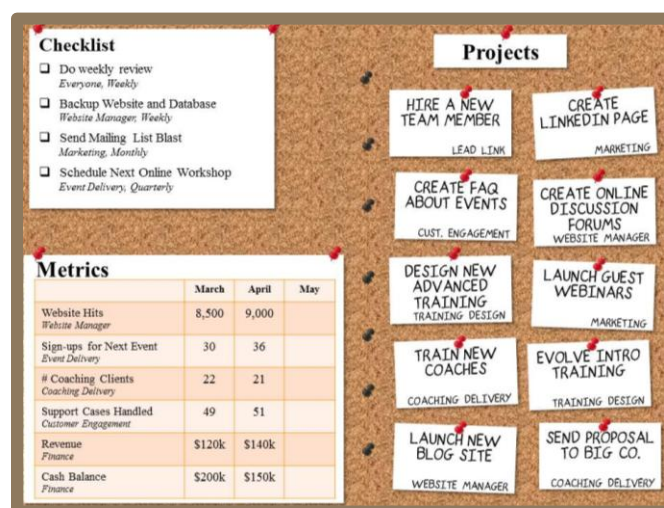 Checklist
Do weekly review
Everyone, Weekly
Backup Website and Database
Website Manager, Weekly
Send Mailing List Blast
Marketing, Monthly
Schedule Next Online Workshop
Event Delivery, Quarterly
Metrics
March April May
Website Hits 8,500 9,000
Website Manager
Sign-ups for Next Event 30 36
Event Delivery
# Coaching Clients 22 21
Coaching Delivery
Support Cases Handled 49 51
Customer Engagement
Revenue $120k $140k
Finance
Cash Balance $200k $150k
Finance
Projects
HIRE A NEW
TEAM MEMBER
LEAD LINK
CREATE
LINKEDIN PAGE
MARKETING
CREATE FAQ
ABOUT EVENTS
CUST. ENGAGEMENT
CREATE ONLINE
DISCUSSION
FORUMS
WEBSITE MANAGER
DESIGN NEW
ADVANCED
TRAINING
TRAINING DESIGN
LAUNCH GUEST
WEBINARS
MARKETING
TRAIN NEW
COACHES
COACHING DELIVERY
EVOLVE INTRO
TRAINING
TRAINING DESIGN
LAUNCH NEW
BLOG SITE
WEBSITE MANAGER
SEND PROPOSAL
TO BIG CO.
COACHING DELIVERY